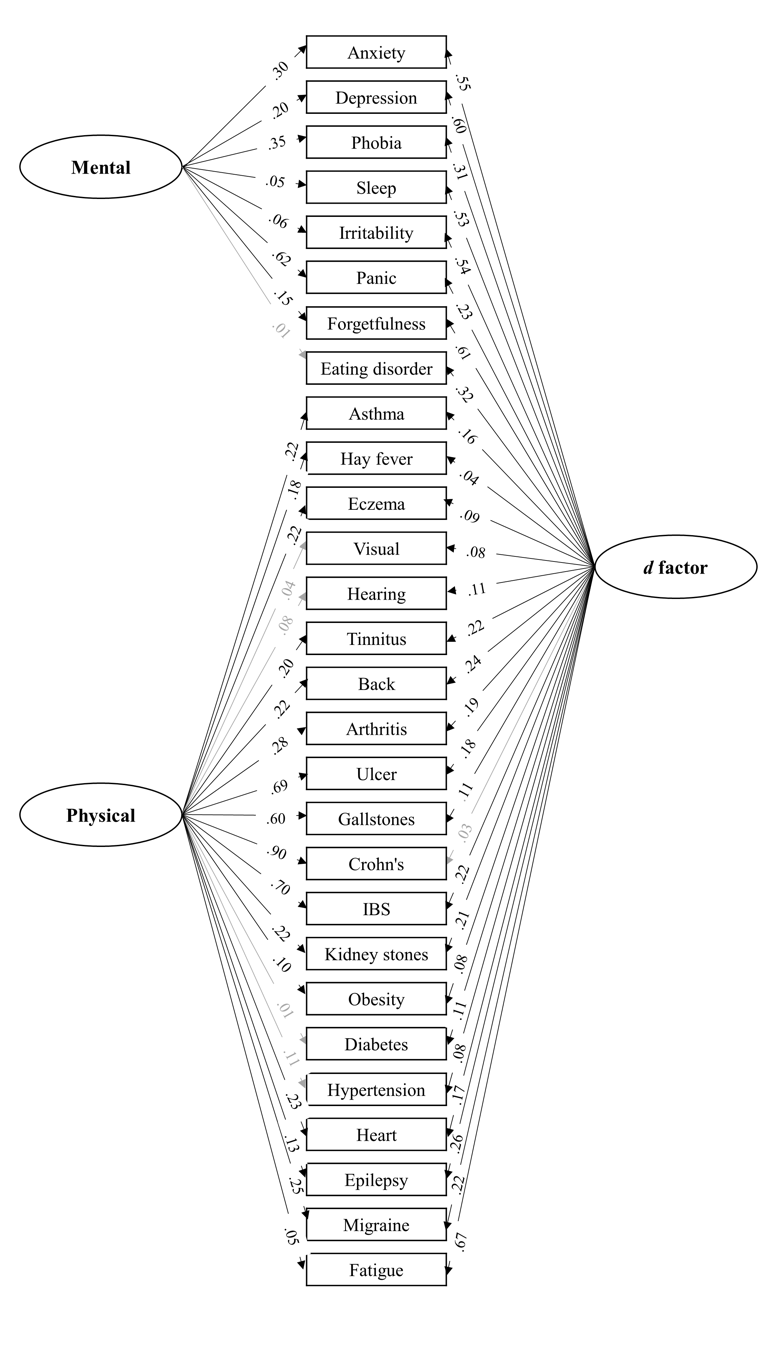 Anxiety
Depression
Phobia
Mental
Sleep
Irritability
Panic
Forgetfulness
Eating disorder
Asthma
Hay fever
Eczema
Visual
d factor
Hearing
Tinnitus
Back
Arthritis
Ulcer
Physical
Gallstones
Crohn's
IBS
Kidney stones
Obesity
Diabetes
Hypertension
Heart
Epilepsy
Migraine
Fatigue
.30
.20
.35
.05
.06
.62
.15
.01
.22
.18
.22
.04
.08
.20
.22
.28
.69
.60
.90
.70
.22
.10
.01
.11
.23
.13
.25
.05
.55
.60
.31
.53
.54
.23
.61
.32
.16
.04
.09
.08
.11
.22
.24
.19
.18
.11
.03
.22
.21
.08
.11
.08
.17
.26
.22
.67